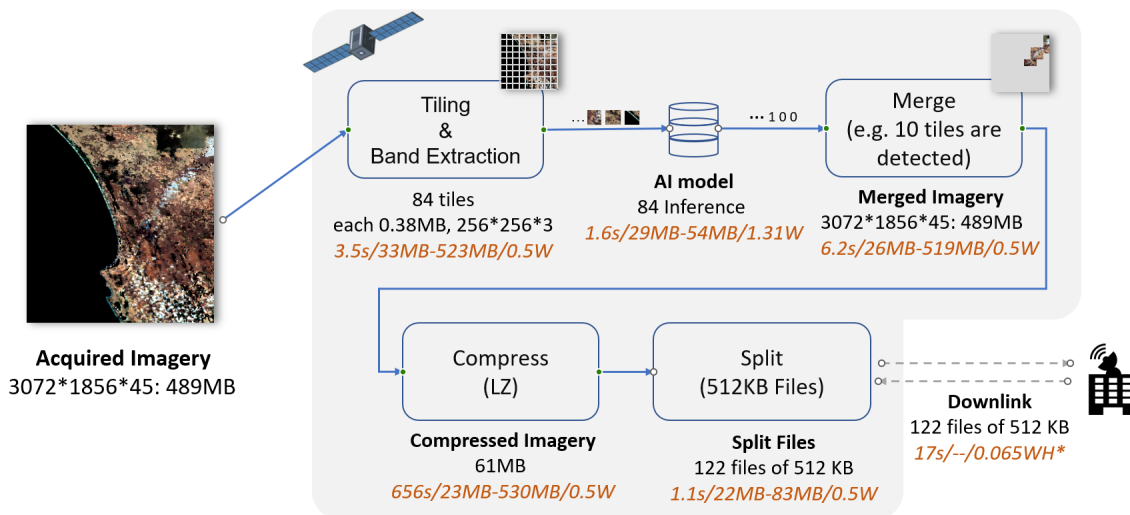 Acquired Imagery
3072*1856*45: 489MB
Tiling
&
Band Extraction
84 tiles
each 0.38MB, 256*256*3
3.5s/33MB-523MB/0.5W
...
AI model
84 Inference
1.6s/29MB-54MB/1.31W
...100
Merge
(e.g. 10 tiles are
detected)
Merged Imagery
3072*1856*45: 489MB
6.2s/26MB-519MB/0.5W
Compress
(LZ)
Compressed Imagery
61MB
656s/23MB-530MB/0.5W
Split
(512KB Files)
Split Files
122 files of 512 KB
1.1s/22MB-83MB/0.5W
Downlink
122 files of 512 KB
17s/--/0.065WH*